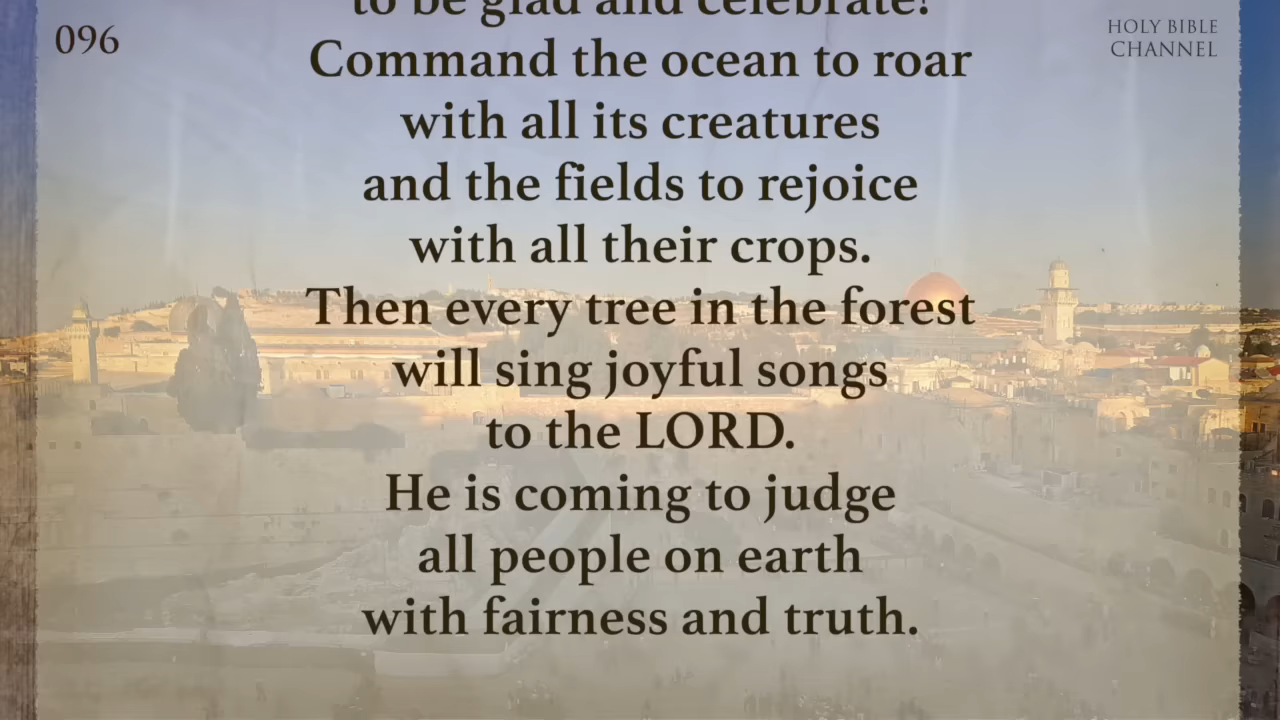 096
HOLY BIBLE
CHANNEL
to be glad and celebrate!
Command the ocean to roar
with all its creatures
and the fields to rejoice
with all their crops.
Then every tree in the forest
will sing joyful songs
to the LORD.
He is coming to judge
all people on earth
with fairness and truth.